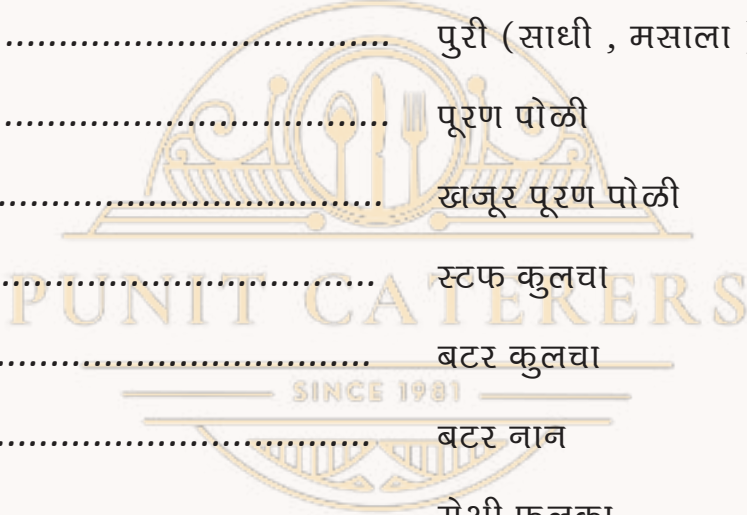 .................................... पुरी (साधी , मसाला
.................................... पूरण पोळी
.................................... खजूर पूरण पोळी
.................................... स्टफ कुलचा
PUNIT CATERERS
.................................... बटर कुलचा
SINCE 1981
.................................... बटर नान